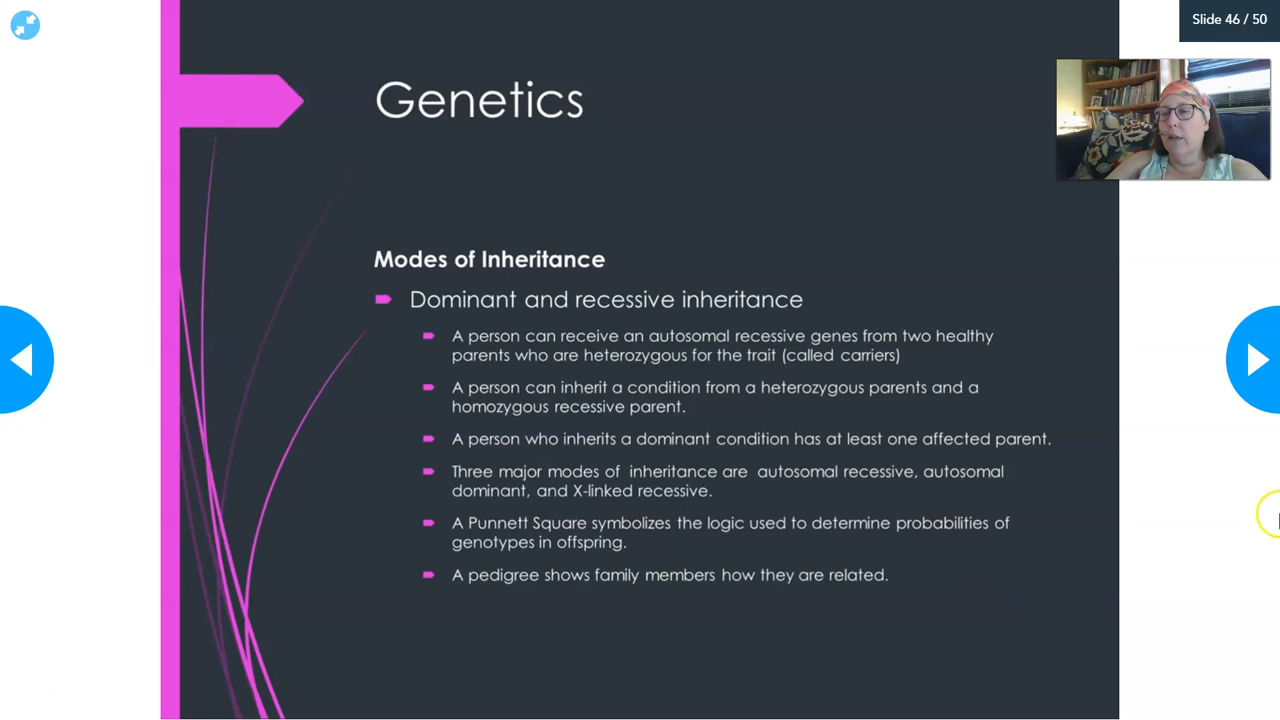 Slide 46 / 50
Genetics
Modes of Inheritance
Dominant and recessive inheritance
A person can receive an autosomal recessive genes from two healthy
parents who are heterozygous for the trait (called carriers)
A person can inherit a condition from a heterozygous parents and a
homozygous recessive parent.
A person who inherits a dominant condition has at least one affected parent.
Three major modes of inheritance are autosomal recessive, autosomal
dominant, and X-linked recessive.
A Punnett Square symbolizes the logic used to determine probabilities of
genotypes in offspring.
A pedigree shows family members how they are related.